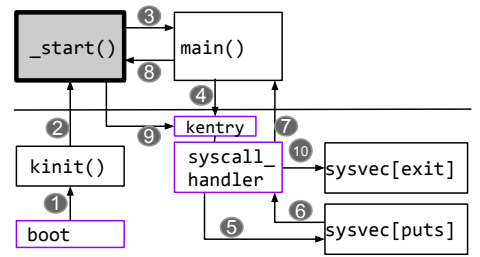 3
_start()
main()
8
4
2
9
kentry
7
10
kinit()
syscall_
handler
sysvec[exit]
1
5
6
boot
sysvec[puts]